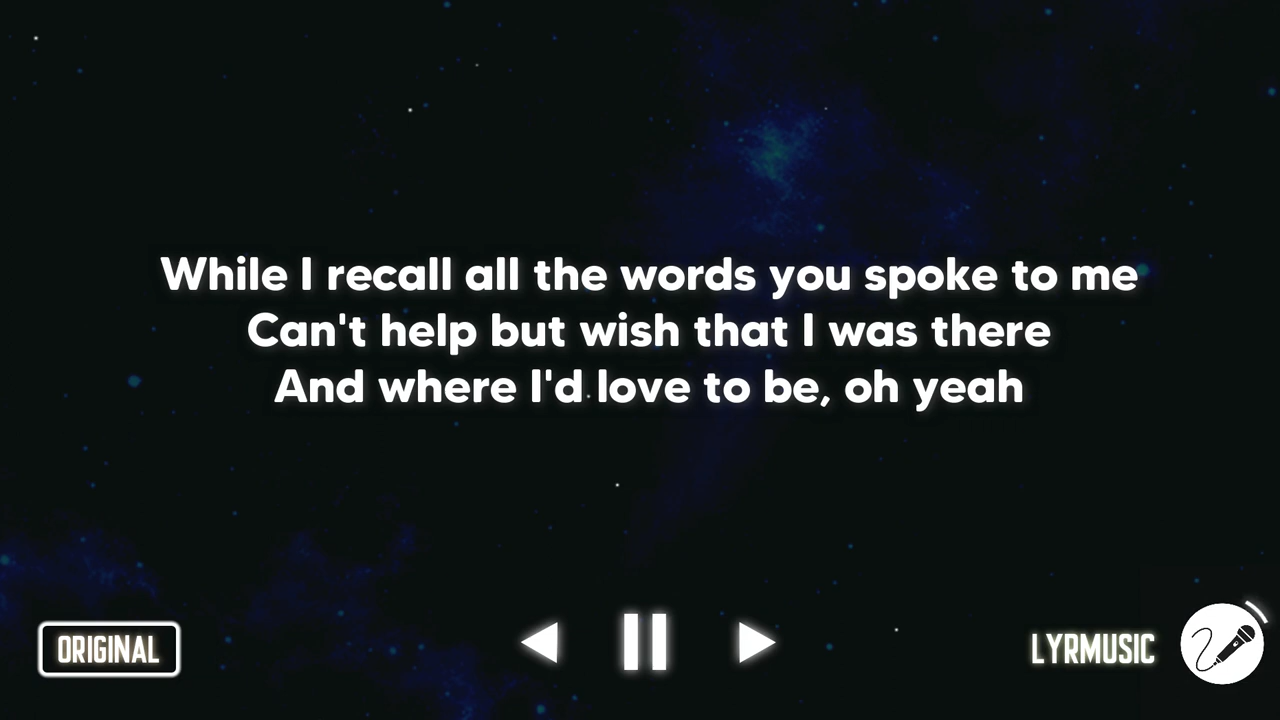 While I recall all the words you spoke to me
Can't help but wish that I was there
And where I'd love to be, oh yeah
ORIGINAL
LYRMUSIC